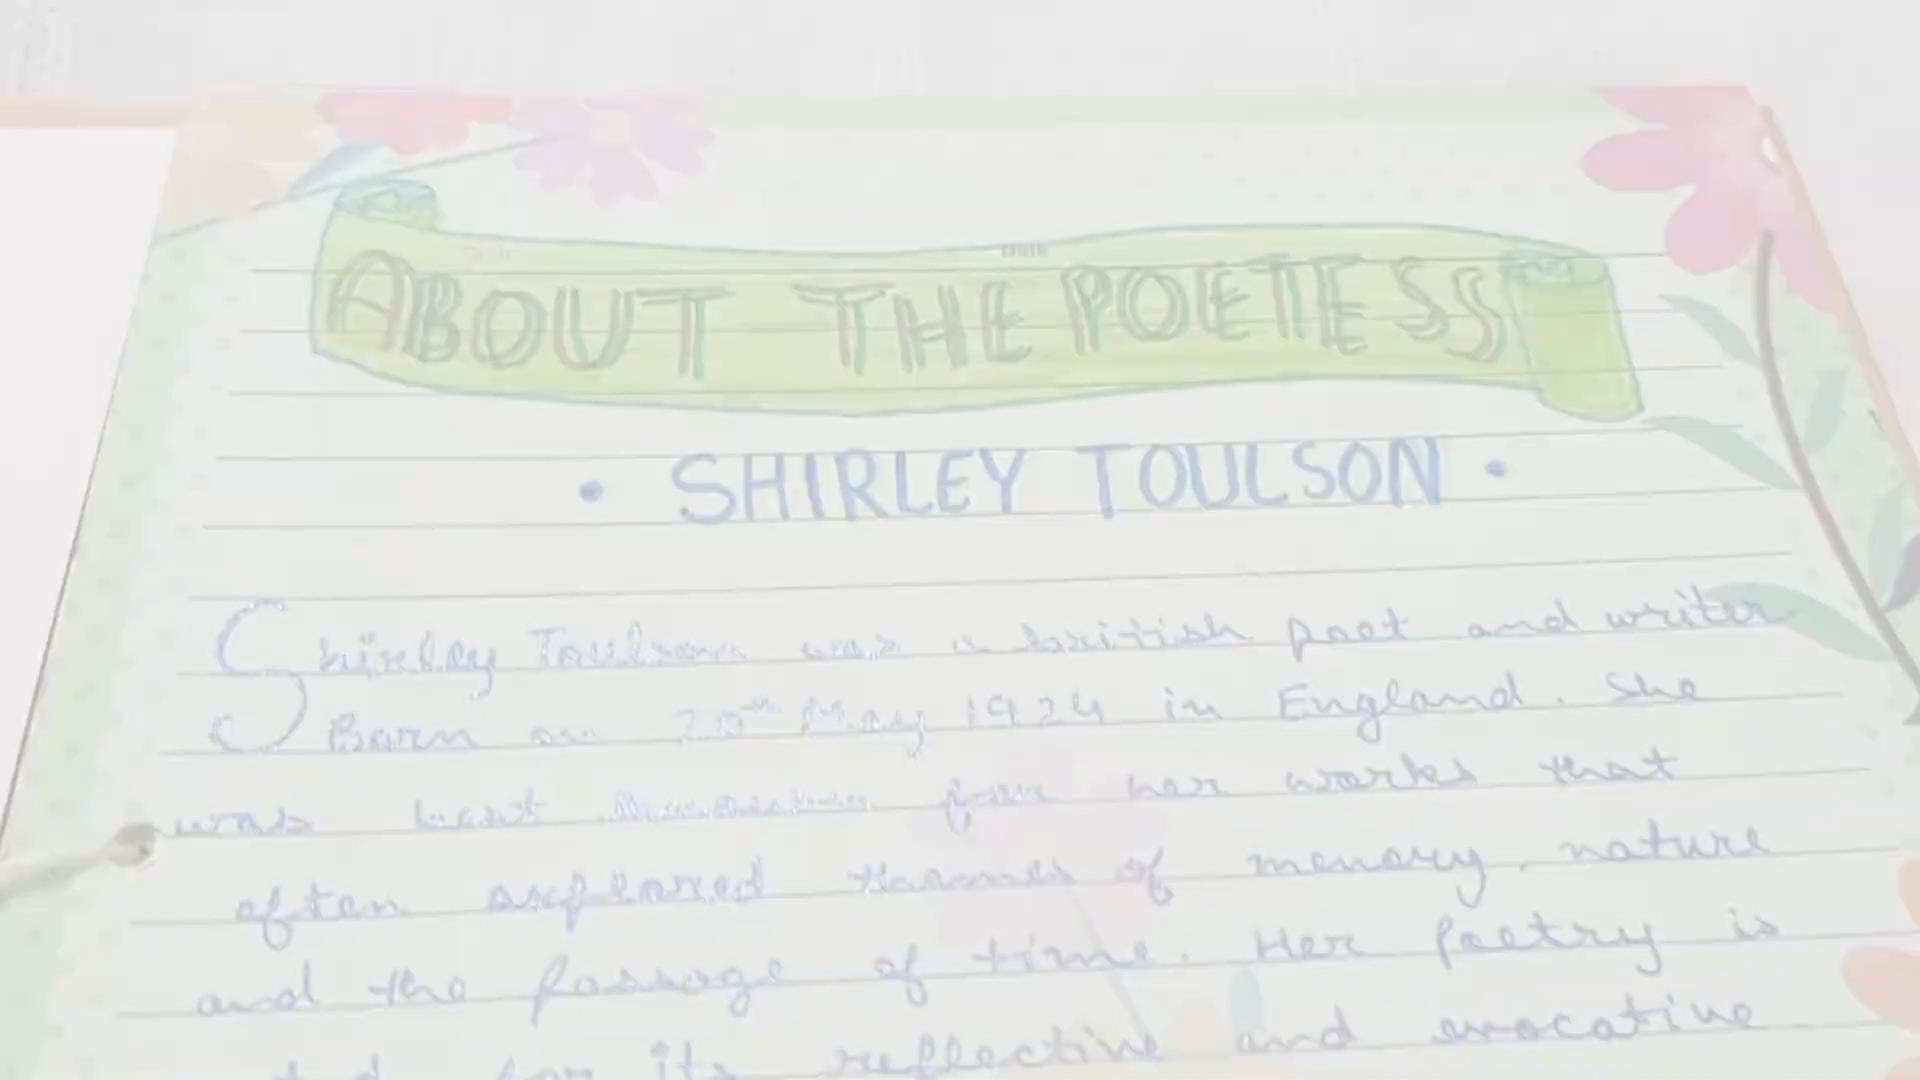 ABOUT THE POETESS
• SHIRLEY TOULSON •
Shirley Toulson was a british poet and writer
Born on 20th May 1924 in England. She
was best known for her works that
often explored themes of memory, nature
and the passage of time. Her poetry is
for its reflective and evocative